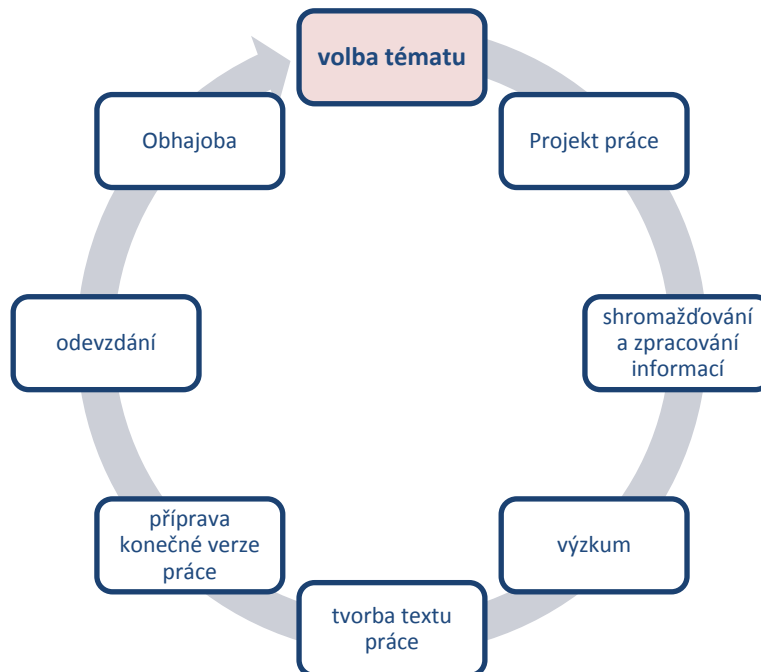 volba tématu
Projekt práce
shromažďování
a zpracování
informací
výzkum
tvorba textu
práce
příprava
konečné verze
práce
odevzdání
Obhajoba